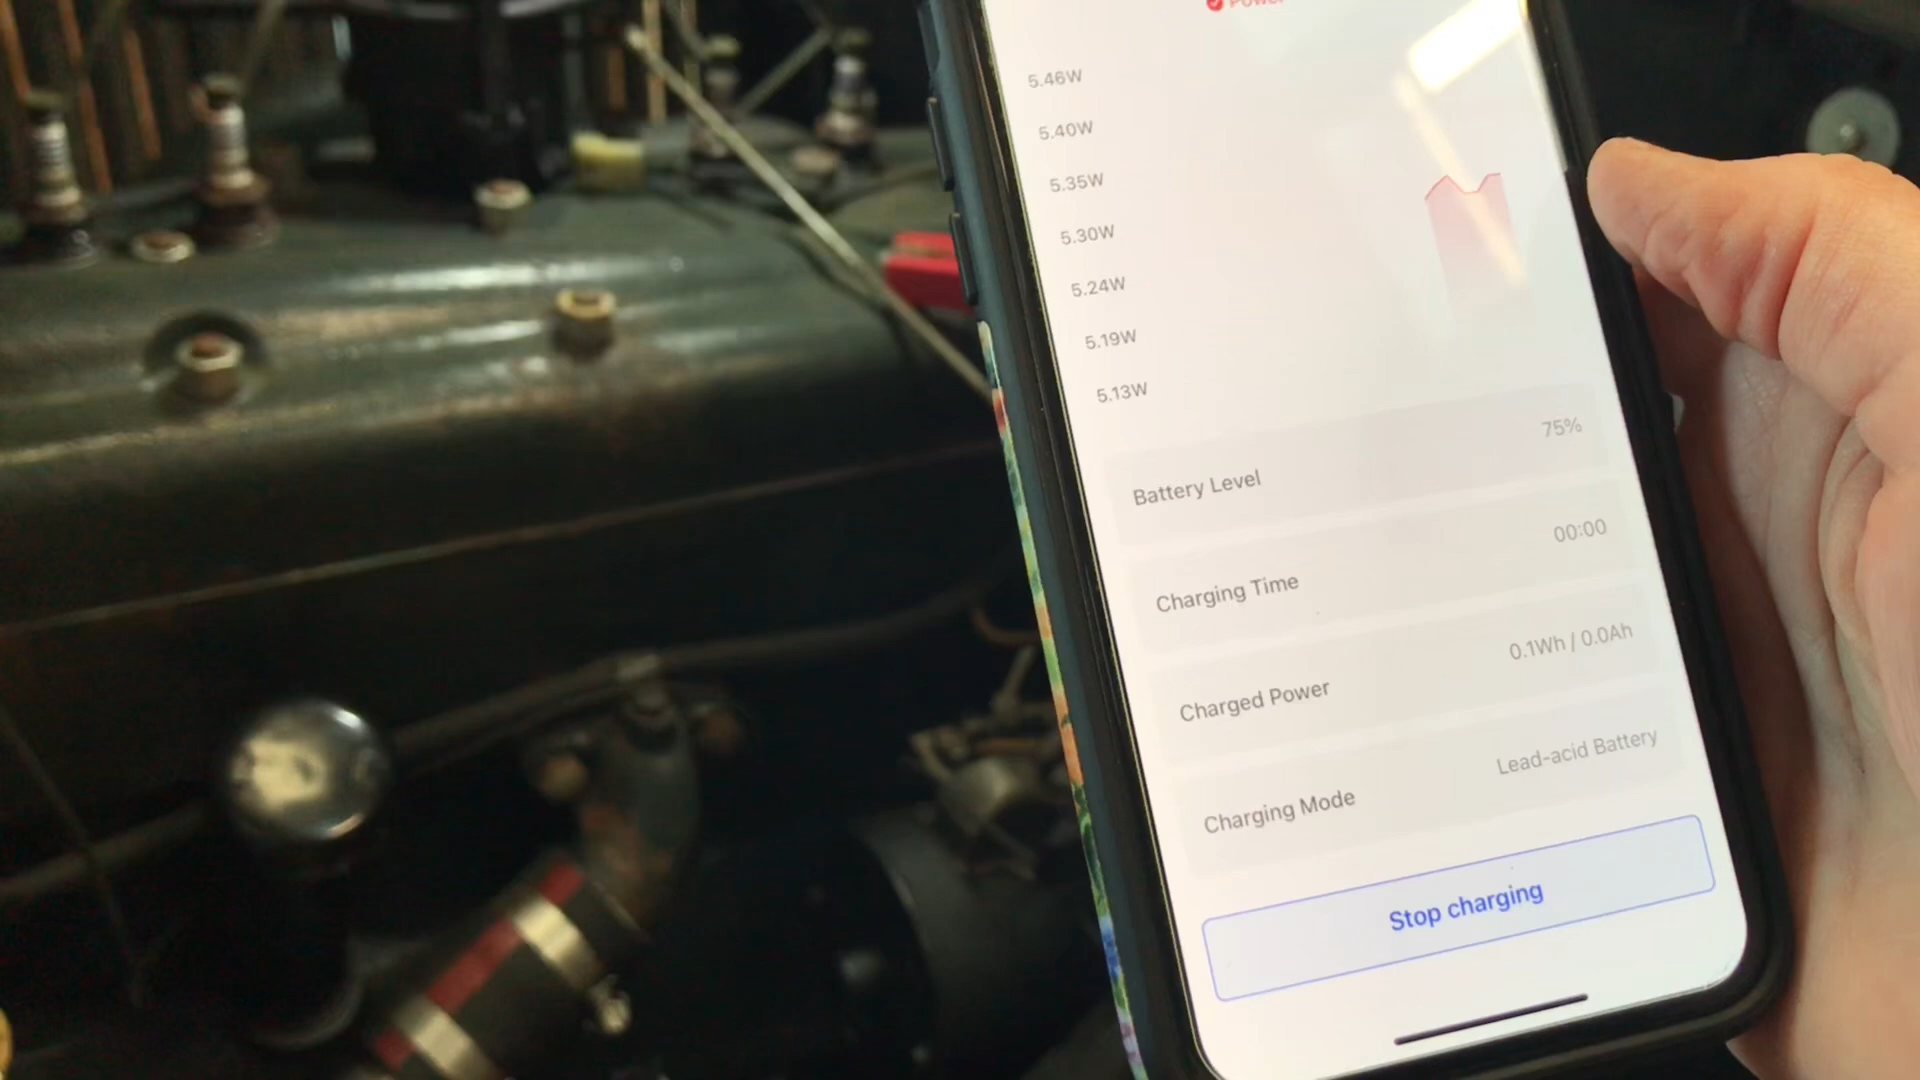 Power
5.46W
5.40W
5.35W
5.30W
5.24W
5.19W
5.13W
Battery Level 75%
Charging Time 00:00
Charged Power 0.1Wh / 0.0Ah
Charging Mode Lead-acid Battery
Stop charging